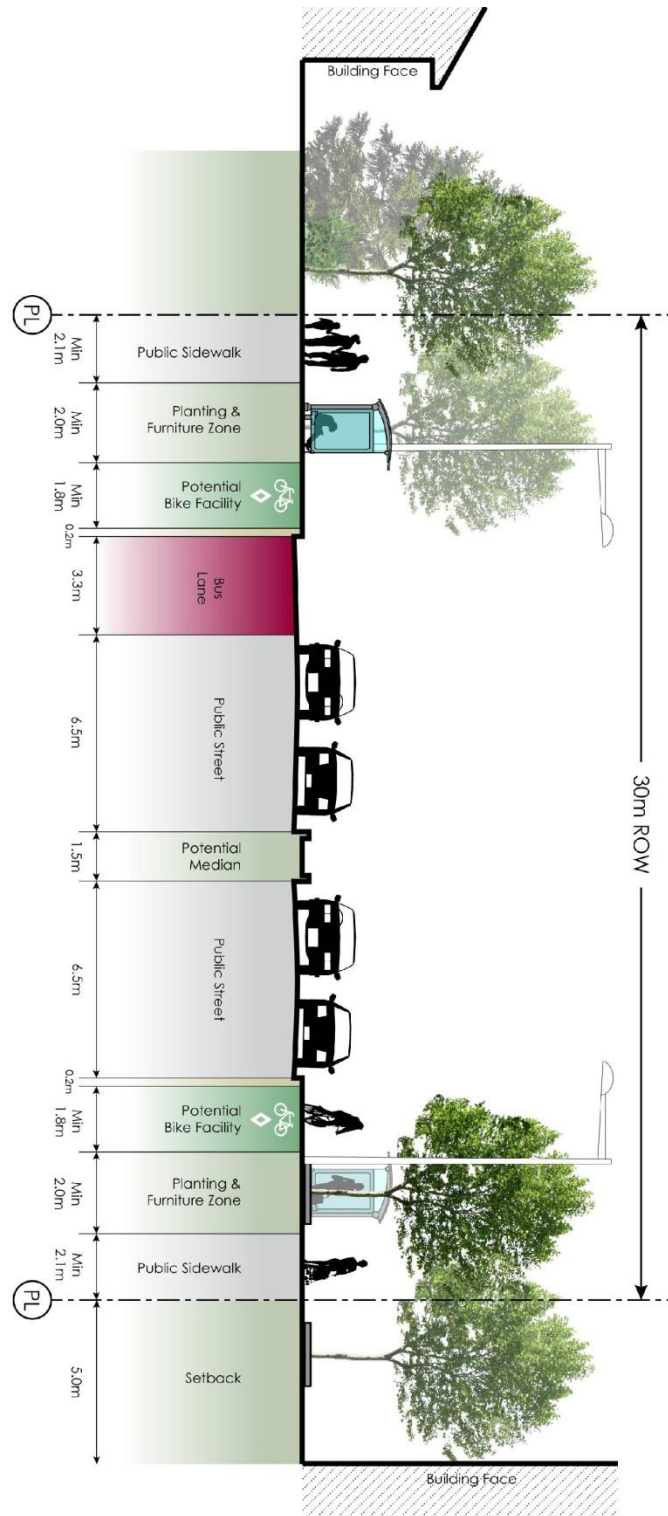 Building Face
PL
Min
2.1m
Public Sidewalk
Min
2.0m
Planting &
Furniture Zone
Min
1.8m
Potential
Bike Facility
0.2m
3.3m
Bus
Lane
6.5m
Public Street
30m ROW
1.5m
Potential
Median
6.5m
Public Street
0.2m
Min
1.8m
Potential
Bike Facility
Min
2.0m
Planting &
Furniture Zone
Min
2.1m
Public Sidewalk
PL
5.0m
Setback
Building Face